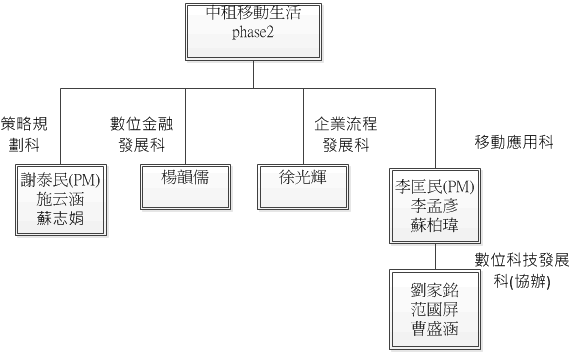 中租移動生活
phase2
策略規
劃科
數位金融
發展科
企業流程
發展科
移動應用科
謝泰民(PM)
施云涵
蘇志娟
楊韻儒
徐光輝
李匡民(PM)
李孟彥
蘇柏瑋
數位科技發展
科(協辦)
劉家銘
范國屏
曹盛涵